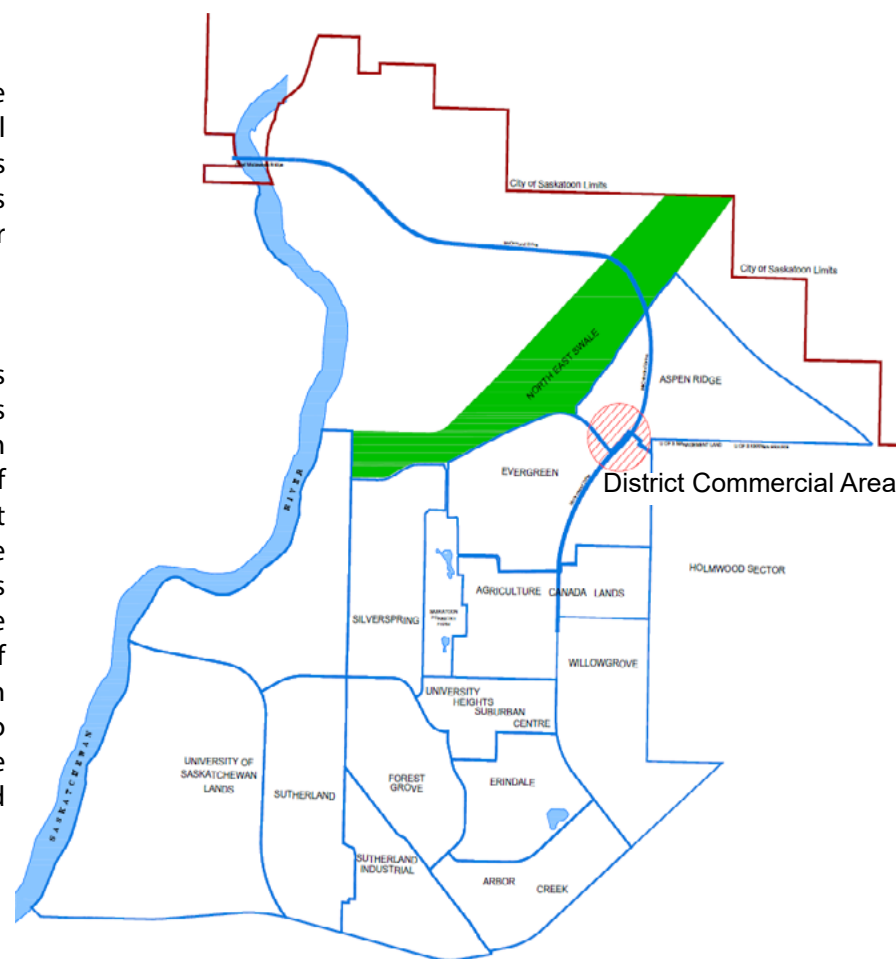 e
l
s
s
r
s
s
n
f
t
e
s
e
f
n
o
e
d
City of Saskatoon Limits
City of Saskatoon Limits
NORTH EAST SWALE
ASPEN RIDGE
EVERGREEN
District Commercial Area
RIVER
HOLMWOOD SECTOR
AGRICULTURE CANADA LANDS
SILVERSPRING
WILLOWGROVE
UNIVERSITY
HEIGHTS
SUBURBAN
CENTRE
UNIVERSITY OF
SASKATCHEWAN
LANDS
SUTHERLAND
FOREST
GROVE
ERINDALE
SASKATCHEWAN
SUTHERLAND
INDUSTRIAL
ARBOR CREEK